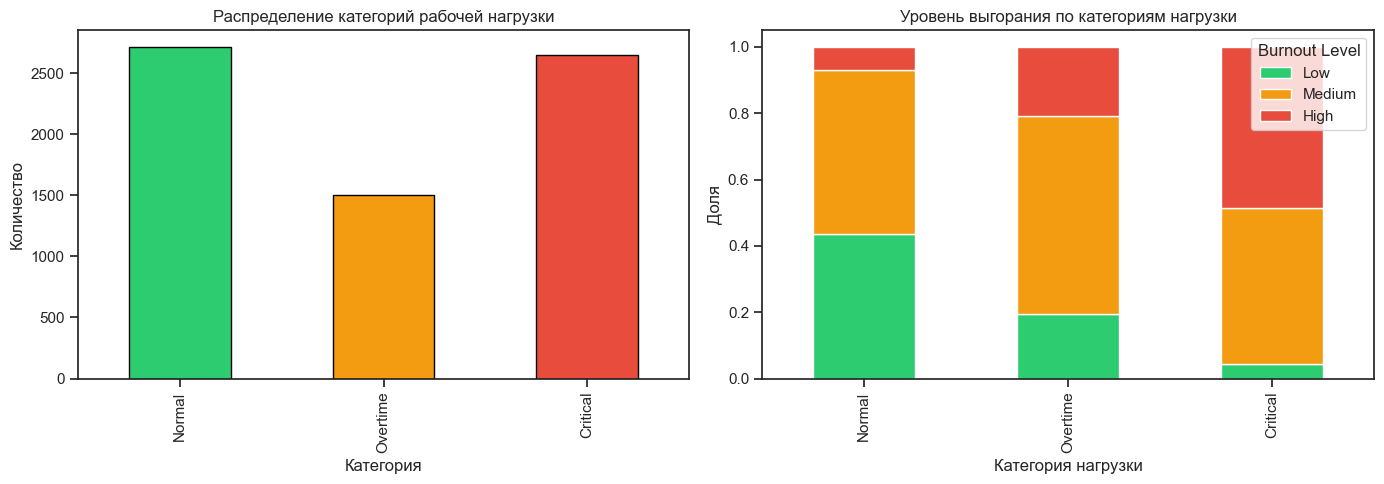 Распределение категорий рабочей нагрузки
Количество
2500
2000
1500
1000
500
0
Normal
Overtime
Critical
Категория
Уровень выгорания по категориям нагрузки
Доля
1.0
0.8
0.6
0.4
0.2
0.0
Burnout Level
Low
Medium
High
Normal
Overtime
Critical
Категория нагрузки